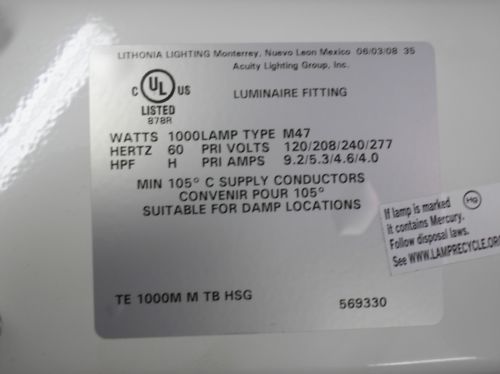 LITHONIA LIGHTING Monterrey, Nuevo Leon Mexico 06/03/08 35
Acuity Lighting Group, Inc.
C UL US
LISTED
878R
LUMINAIRE FITTING
WATTS 1000LAMP TYPE M47
HERTZ 60 PRI VOLTS 120/208/240/277
HPF H PRI AMPS 9.2/5.3/4.6/4.0
MIN 105° C SUPPLY CONDUCTORS
CONVENIR POUR 105°
SUITABLE FOR DAMP LOCATIONS
If lamp is marked Hg
it contains Mercury.
Follow disposal laws.
See WWW.LAMPRECYCLE.ORG
TE 1000M M TB HSG 569330